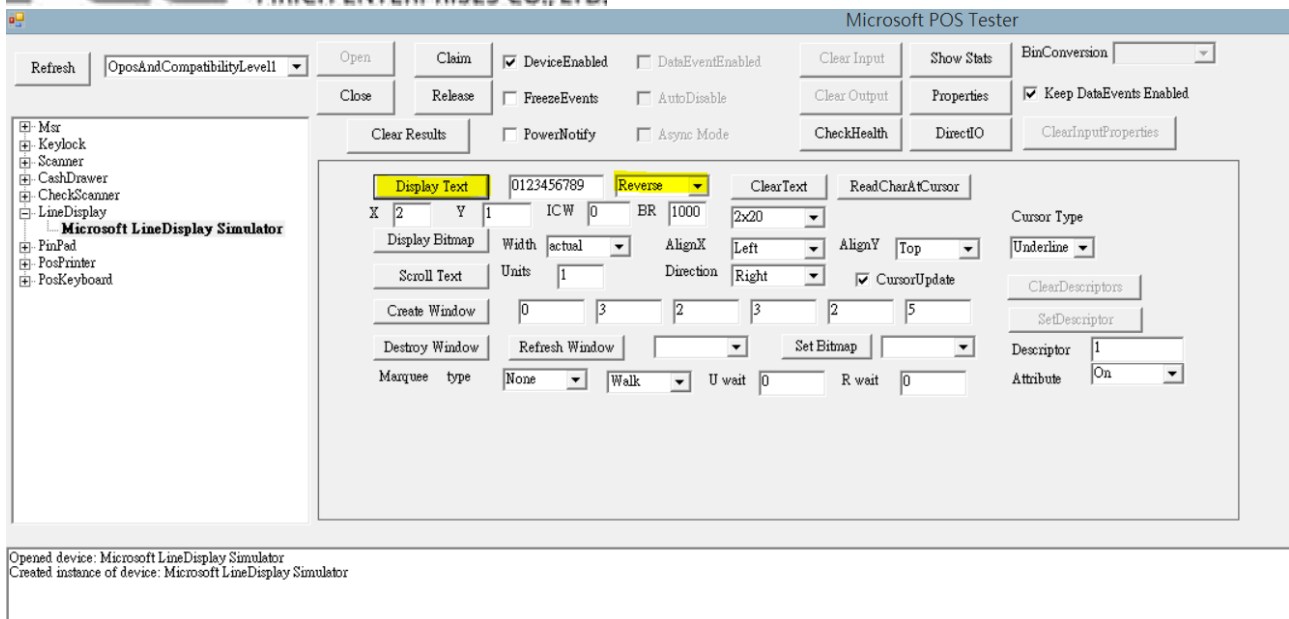 Microsoft POS Tester
Refresh OposAndCompatibilityLevel1 Open Claim DeviceEnabled DataEventEnabled Clear Input Show Stats BinConversion
Close Release FreezeEvents AutoDisable Clear Output Properties Keep DataEvents Enabled
Clear Results PowerNotify Async Mode CheckHealth DirectIO ClearInputProperties
Msr
Keylock
Scanner
CashDrawer
CheckScanner
LineDisplay
Microsoft LineDisplay Simulator
PinPad
PosPrinter
PosKeyboard
Display Text 0123456789 Reverse ClearText ReadCharAtCursor
X 2 Y 1 ICW 0 BR 1000 2x20 Cursor Type
Display Bitmap Width actual AlignX Left AlignY Top Underline
Scroll Text Units 1 Direction Right CursorUpdate ClearDescriptors
Create Window 0 3 2 3 2 5 SetDescriptor
Destroy Window Refresh Window Set Bitmap Descriptor 1
Marquee type None Walk U wait 0 R wait 0 Attribute On
Opened device: Microsoft LineDisplay Simulator
Created instance of device: Microsoft LineDisplay Simulator